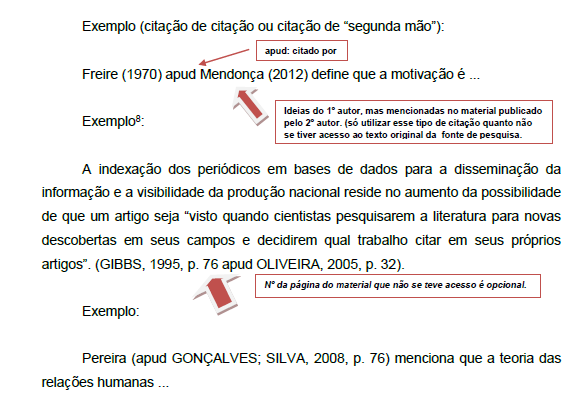 Exemplo (citação de citação ou citação de “segunda mão”):
apud: citado por
Freire (1970) apud Mendonça (2012) define que a motivação é ...
Ideias do 1º autor, mas mencionadas no material publicado
pelo 2º autor. (só utilizar esse tipo de citação quanto não
se tiver acesso ao texto original da fonte de pesquisa.
Exemplo⁸:
A indexação dos periódicos em bases de dados para a disseminação da
informação e a visibilidade da produção nacional reside no aumento da possibilidade
de que um artigo seja “visto quando cientistas pesquisarem a literatura para novas
descobertas em seus campos e decidirem qual trabalho citar em seus próprios
artigos”. (GIBBS, 1995, p. 76 apud OLIVEIRA, 2005, p. 32).
Nº da página do material que não se teve acesso é opcional.
Exemplo:
Pereira (apud GONÇALVES; SILVA, 2008, p. 76) menciona que a teoria das
relações humanas ...